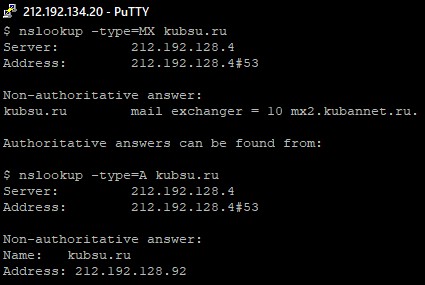 212.192.134.20 - PuTTY
$ nslookup -type=MX kubsu.ru
Server: 212.192.128.4
Address: 212.192.128.4#53
Non-authoritative answer:
kubsu.ru mail exchanger = 10 mx2.kubannet.ru.
Authoritative answers can be found from:
$ nslookup -type=A kubsu.ru
Server: 212.192.128.4
Address: 212.192.128.4#53
Non-authoritative answer:
Name: kubsu.ru
Address: 212.192.128.92